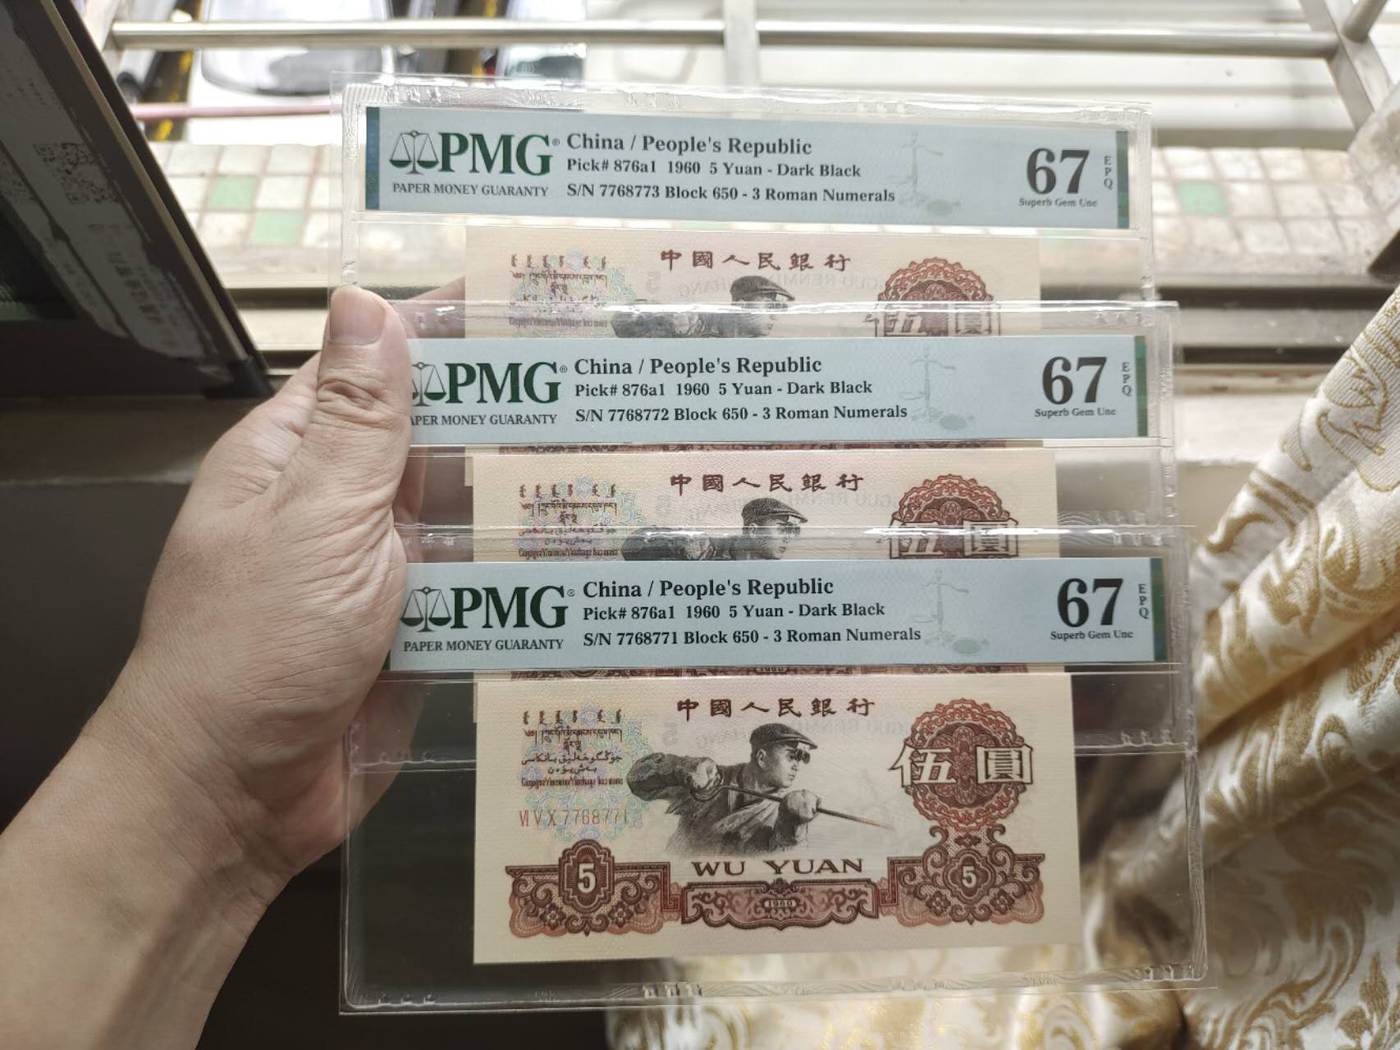 PMG®
PAPER MONEY GUARANTY
China / People's Republic
Pick# 876a1 1960 5 Yuan - Dark Black
S/N 7768773 Block 650 - 3 Roman Numerals
67 EPQ
Superb Gem Unc
中國人民銀行
伍圓
PMG®
APER MONEY GUARANTY
China / People's Republic
Pick# 876a1 1960 5 Yuan - Dark Black
S/N 7768772 Block 650 - 3 Roman Numerals
67 EPQ
Superb Gem Unc
中國人民銀行
伍圓
PMG®
PAPER MONEY GUARANTY
China / People's Republic
Pick# 876a1 1960 5 Yuan - Dark Black
S/N 7768771 Block 650 - 3 Roman Numerals
67 EPQ
Superb Gem Unc
中國人民銀行
伍圓
VI V X 7768771
WU YUAN
5
5
1960